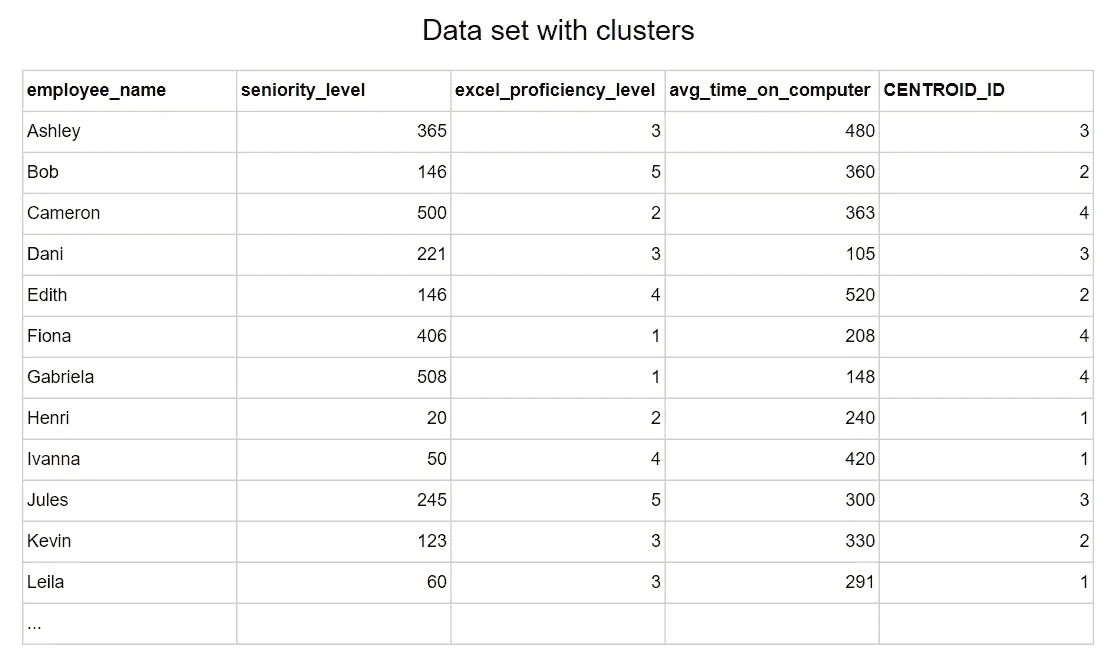 Data set with clusters
employee_name seniority_level excel_proficiency_level avg_time_on_computer CENTROID_ID
Ashley 365 3 480 3
Bob 146 5 360 2
Cameron 500 2 363 4
Dani 221 3 105 3
Edith 146 4 520 2
Fiona 406 1 208 4
Gabriela 508 1 148 4
Henri 20 2 240 1
Ivanna 50 4 420 1
Jules 245 5 300 3
Kevin 123 3 330 2
Leila 60 3 291 1
...